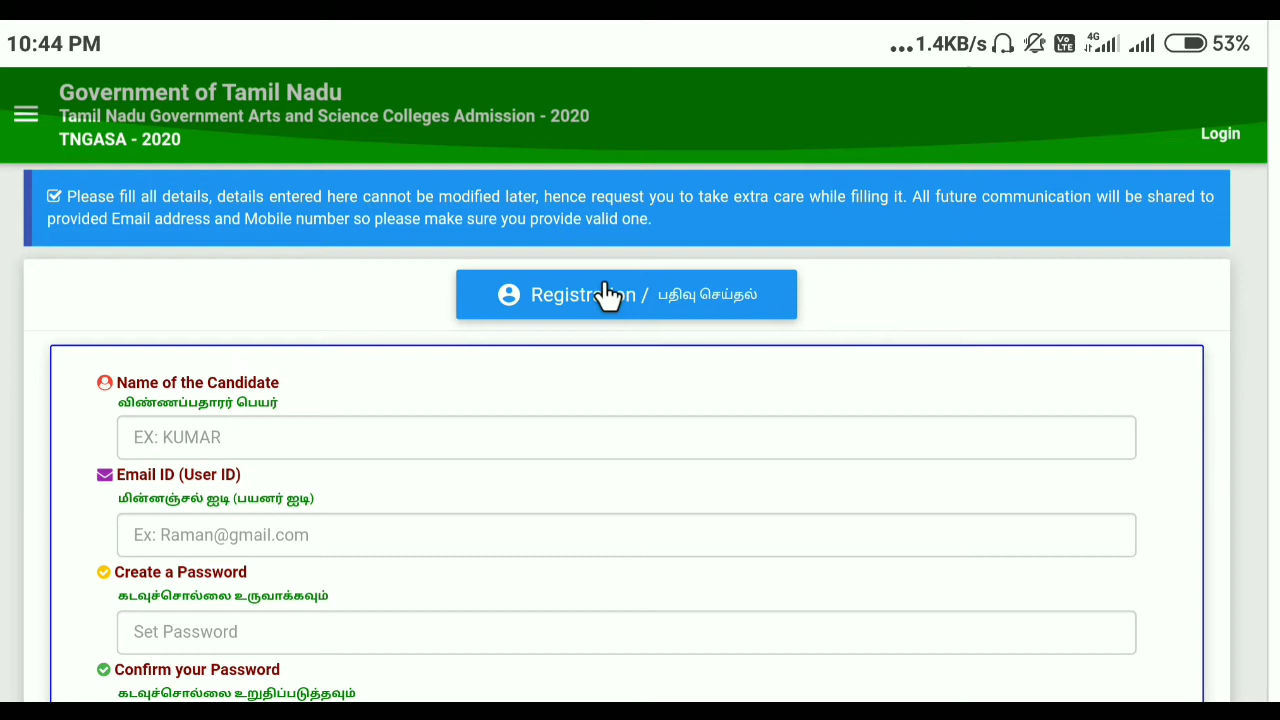 10:44 PM
...1.4KB/s
Vo
LTE
4G
53%
Government of Tamil Nadu
Tamil Nadu Government Arts and Science Colleges Admission - 2020
TNGASA - 2020
Login
Please fill all details, details entered here cannot be modified later, hence request you to take extra care while filling it. All future communication will be shared to
provided Email address and Mobile number so please make sure you provide valid one.
Registration / பதிவு செய்தல்
Name of the Candidate
விண்ணப்பதாரர் பெயர்
EX: KUMAR
Email ID (User ID)
மின்னஞ்சல் ஐடி (பயனர் ஐடி)
Ex: Raman@gmail.com
Create a Password
கடவுச்சொல்லை உருவாக்கவும்
Set Password
Confirm your Password
கடவுச்சொல்லை உறுதிப்படுத்தவும்